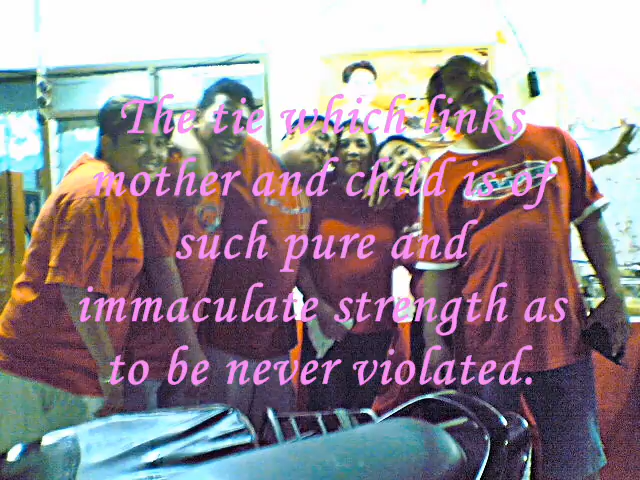 The tie which links
mother and child is of
such pure and
immaculate strength as
to be never violated.